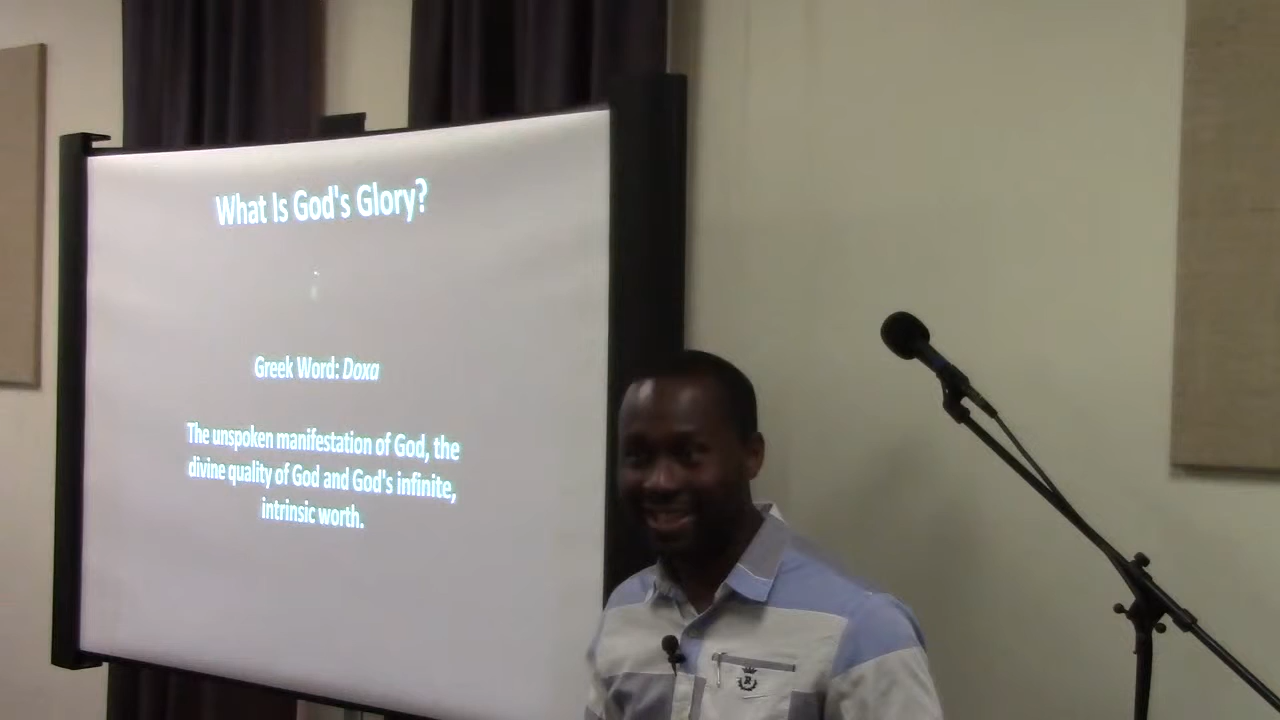 What Is God's Glory?
Greek Word: Doxa
The unspoken manifestation of God, the
divine quality of God and God's infinite,
intrinsic worth.
R